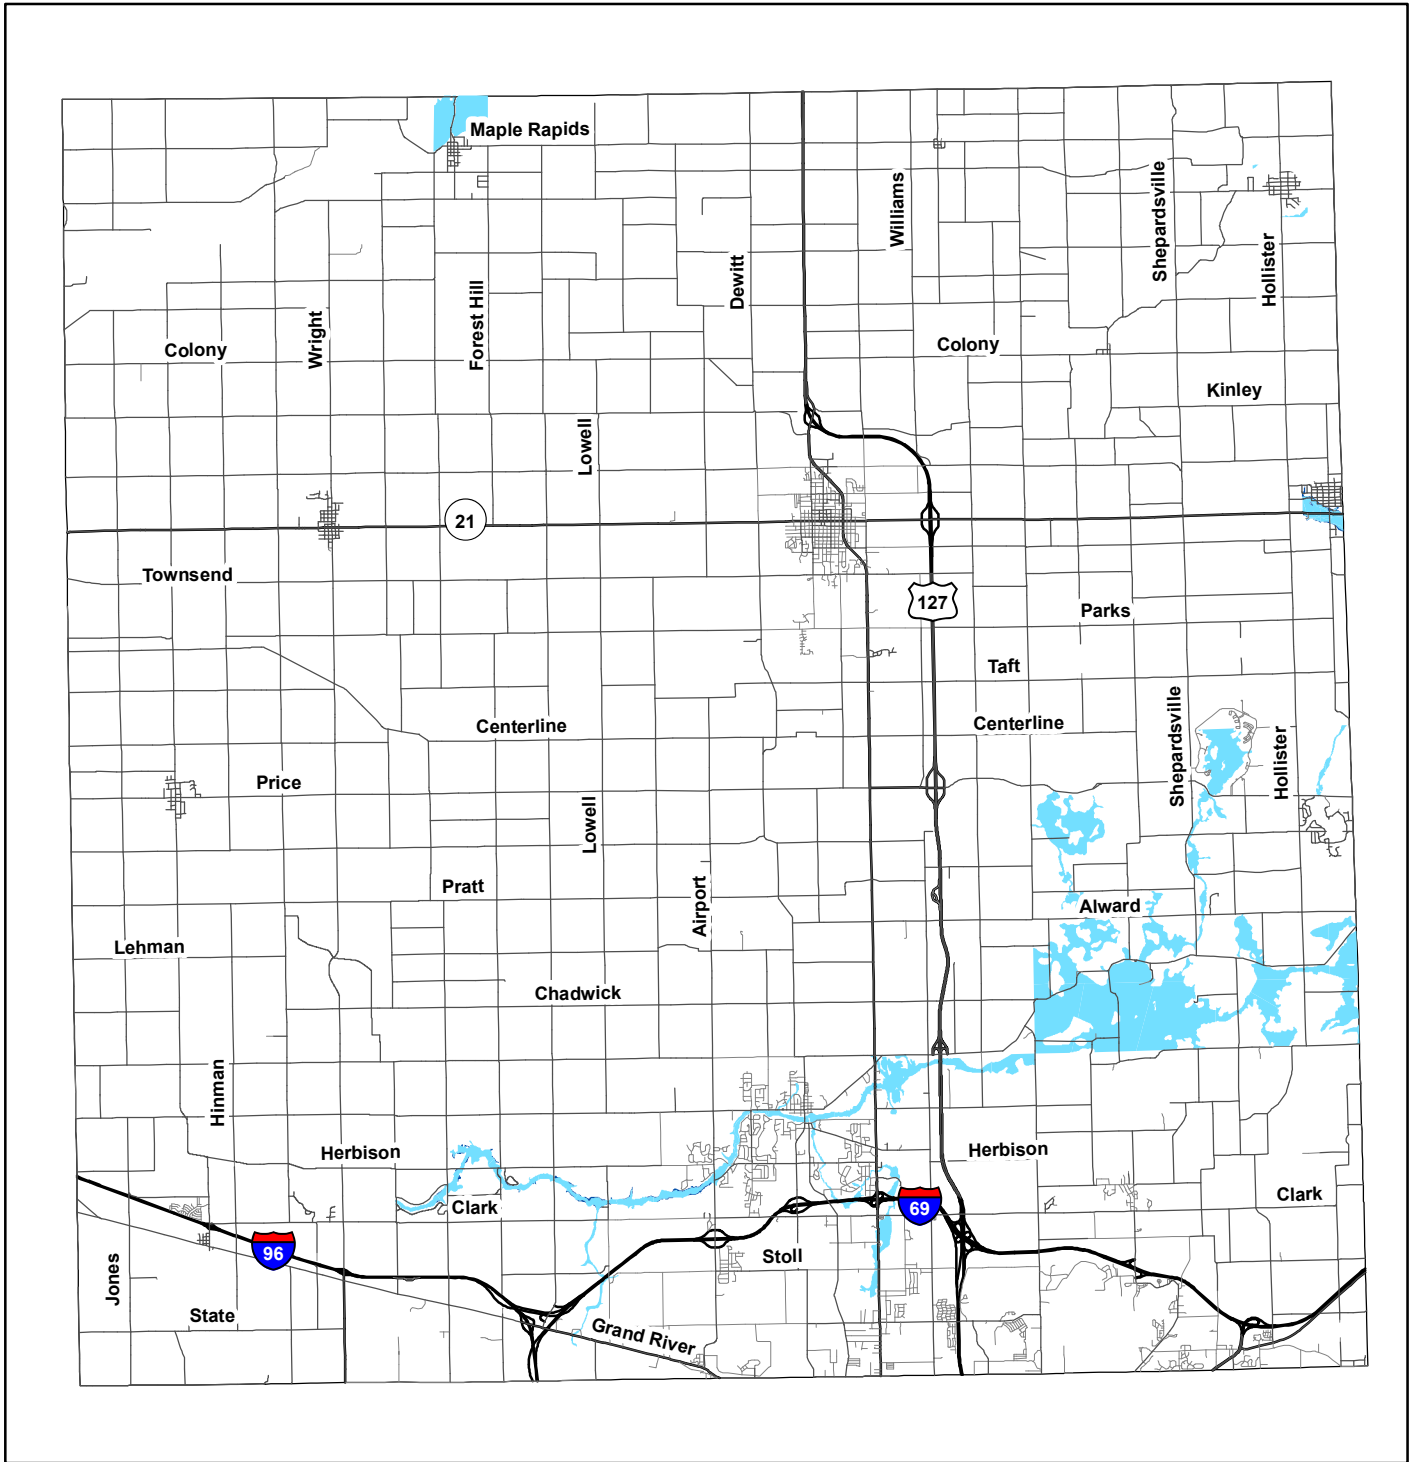 Maple Rapids
Shepardsville
Williams
Hollister
Dewitt
Forest Hill
Wright
Colony
Colony
Kinley
Lowell
21
Townsend
127
Parks
Taft
Centerline
Centerline
Shepardsville
Hollister
Price
Lowell
Pratt
Airport
Alward
Lehman
Chadwick
Hinman
Herbison
Herbison
Clark
Clark
69
96
Stoll
Jones
State
Grand River